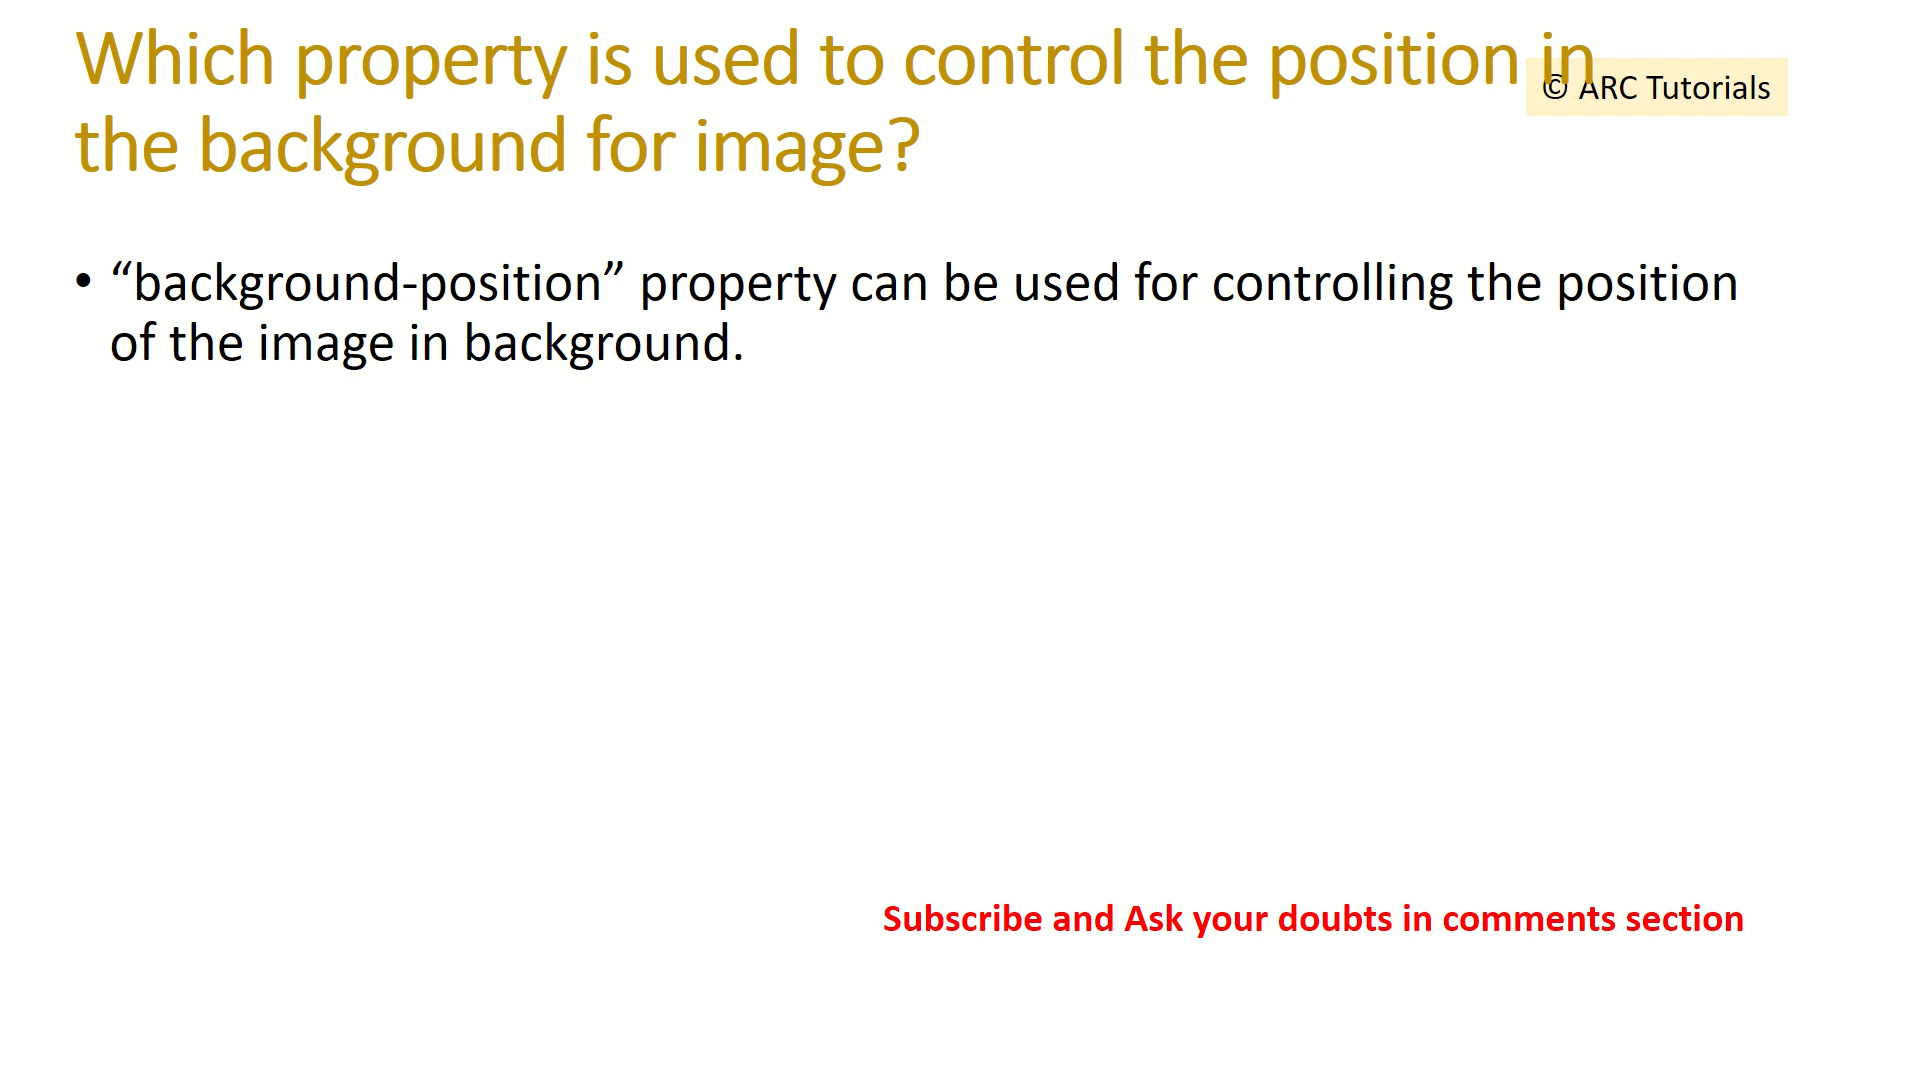 Which property is used to control the position in
© ARC Tutorials
the background for image?
• “background-position” property can be used for controlling the position
of the image in background.
Subscribe and Ask your doubts in comments section